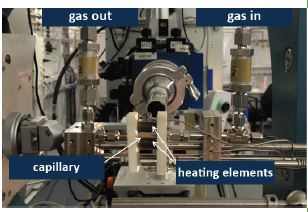 gas out
gas in
capillary
heating elements